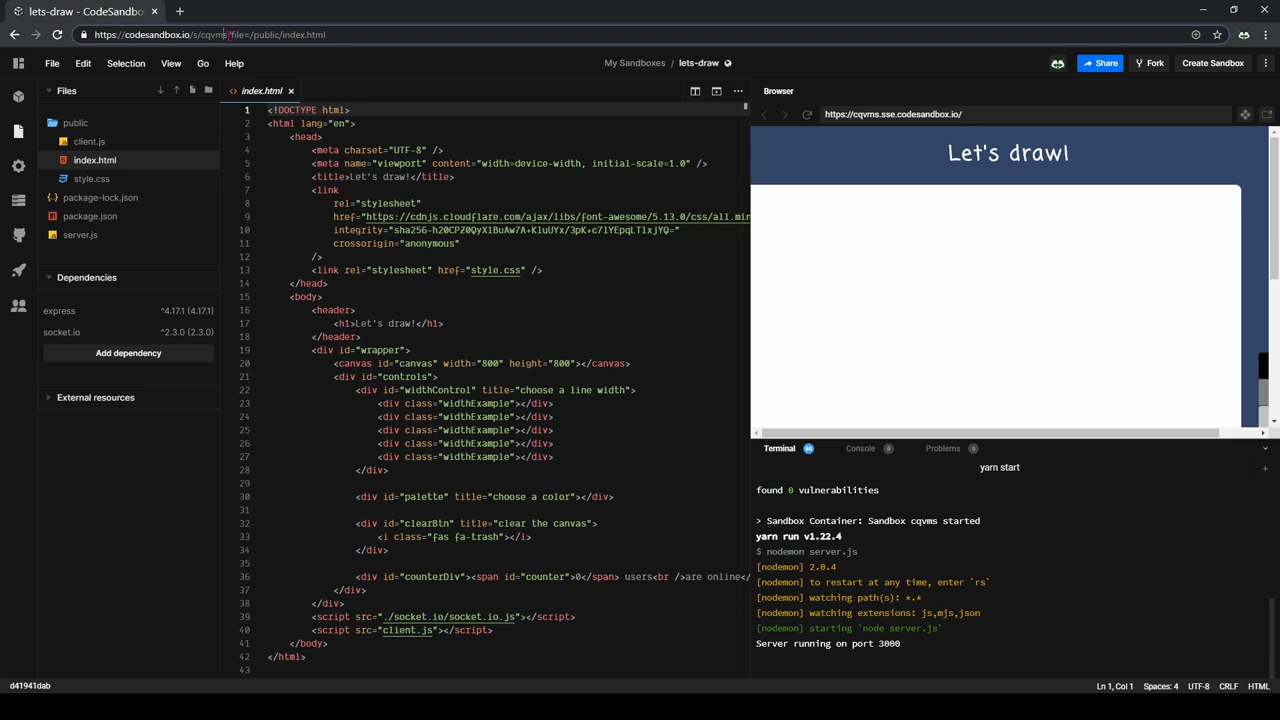 lets-draw - CodeSandbox
https://codesandbox.io/s/cqvms?file=/public/index.html
File Edit Selection View Go Help
My Sandboxes / lets-draw
Share Fork Create Sandbox
Files
public
client.js
index.html
style.css
package-lock.json
package.json
server.js
Dependencies
express ^4.17.1 (4.17.1)
socket.io ^2.3.0 (2.3.0)
Add dependency
External resources
index.html
1 <!DOCTYPE html>
2 <html lang="en">
3 <head>
4 <meta charset="UTF-8" />
5 <meta name="viewport" content="width=device-width, initial-scale=1.0" />
6 <title>Let's draw!</title>
7 <link
8 rel="stylesheet"
9 href="https://cdnjs.cloudflare.com/ajax/libs/font-awesome/5.13.0/css/all.min
10
11 crossorigin="anonymous"
12 />
13 <link rel="stylesheet" href="style.css" />
14 </head>
15 <body>
16 <header>
17 <h1>Let's draw!</h1>
18 </header>
19 <div id="wrapper">
20 <canvas id="canvas" width="800" height="800"></canvas>
21 <div id="controls">
22 <div id="widthControl" title="choose a line width">
23 <div class="widthExample"></div>
24 <div class="widthExample"></div>
25 <div class="widthExample"></div>
26 <div class="widthExample"></div>
27 <div class="widthExample"></div>
28 </div>
29
30 <div id="palette" title="choose a color"></div>
31
32 <div id="clearBtn" title="clear the canvas">
33 <i class="fas fa-trash"></i>
34 </div>
35
36 <div id="counterDiv"><span id="counter">0</span> users<br />are online</
37 </div>
38 </div>
39 <script src="./socket.io/socket.io.js"></script>
40 <script src="client.js"></script>
41 </body>
42 </html>
43
Browser
https://cqvms.sse.codesandbox.io/
Let's draw!
Terminal 85 Console 0 Problems 0
yarn start
found 0 vulnerabilities
> Sandbox Container: Sandbox cqvms started
yarn run v1.22.4
$ nodemon server.js
[nodemon] 2.0.4
[nodemon] to restart at any time, enter `rs`
[nodemon] watching path(s): *.*
[nodemon] watching extensions: js,mjs,json
[nodemon] starting `node server.js`
Server running on port 3000
d41941dab
Ln 1, Col 1 Spaces: 4 UTF-8 CRLF HTML